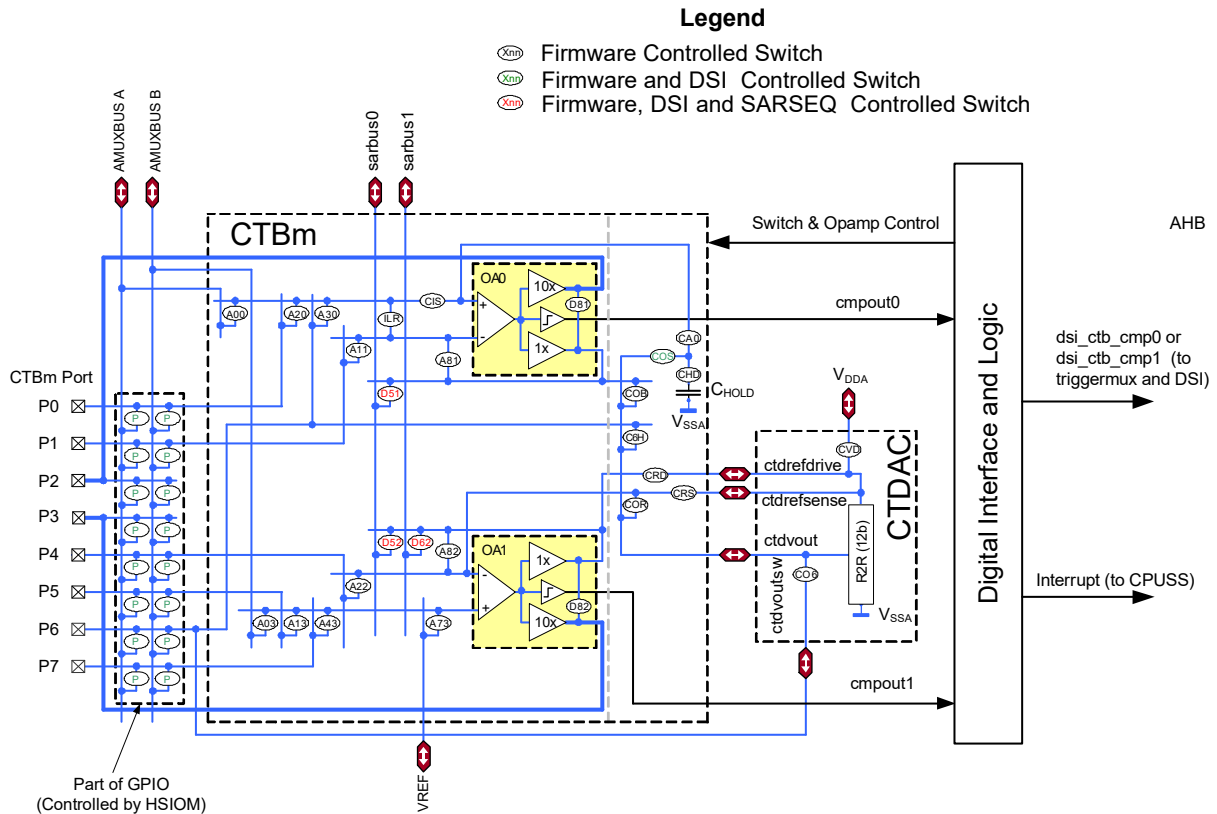 Legend
Xnn Firmware Controlled Switch
Xnn Firmware and DSI Controlled Switch
Xnn Firmware, DSI and SARSEQ Controlled Switch
AMUXBUS A
AMUXBUS B
sarbus0
sarbus1
CTBm
Switch & Opamp Control
AHB
OA0
10x
1x
D81
cmpout0
A00
A20
A30
CIS
ILR
A11
A81
D51
CA0
COS
CHD
CHOLD
VSSA
COB
C6H
dsi_ctb_cmp0 or
dsi_ctb_cmp1 (to
triggermux and DSI)
CTBm Port
P0
P1
P2
P3
P4
P5
P6
P7
P P
P P
P P
P P
P P
P P
P P
P P
VDDA
CVD
CRD
ctdrefdrive
COR
CRS
ctdrefsense
CTDAC
R2R (12b)
ctdvout
ctdvoutsw
CO6
VSSA
D52
D62
A82
A22
OA1
1x
10x
D82
A03
A13
A43
A73
cmpout1
Digital Interface and Logic
Interrupt (to CPUSS)
VREF
Part of GPIO
(Controlled by HSIOM)